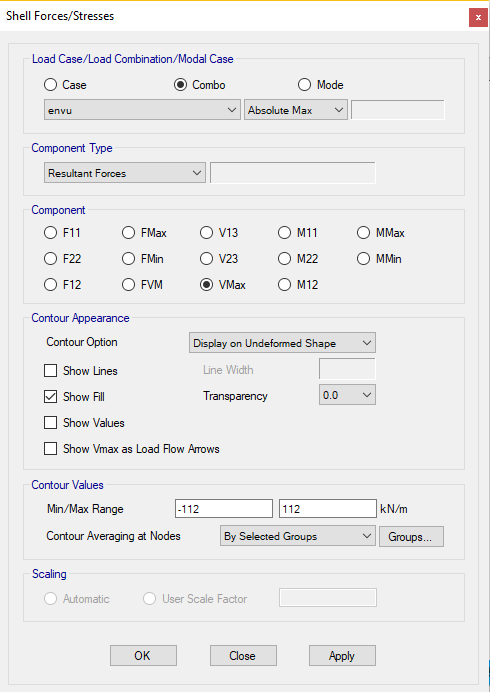 Shell Forces/Stresses
x
Load Case/Load Combination/Modal Case
Case Combo Mode
envu Absolute Max
Component Type
Resultant Forces
Component
F11 FMax V13 M11 MMax
F22 FMin V23 M22 MMin
F12 FVM VMax M12
Contour Appearance
Contour Option Display on Undeformed Shape
Show Lines Line Width
Show Fill Transparency 0.0
Show Values
Show Vmax as Load Flow Arrows
Contour Values
Min/Max Range -112 112 kN/m
Contour Averaging at Nodes By Selected Groups Groups...
Scaling
Automatic User Scale Factor
OK Close Apply